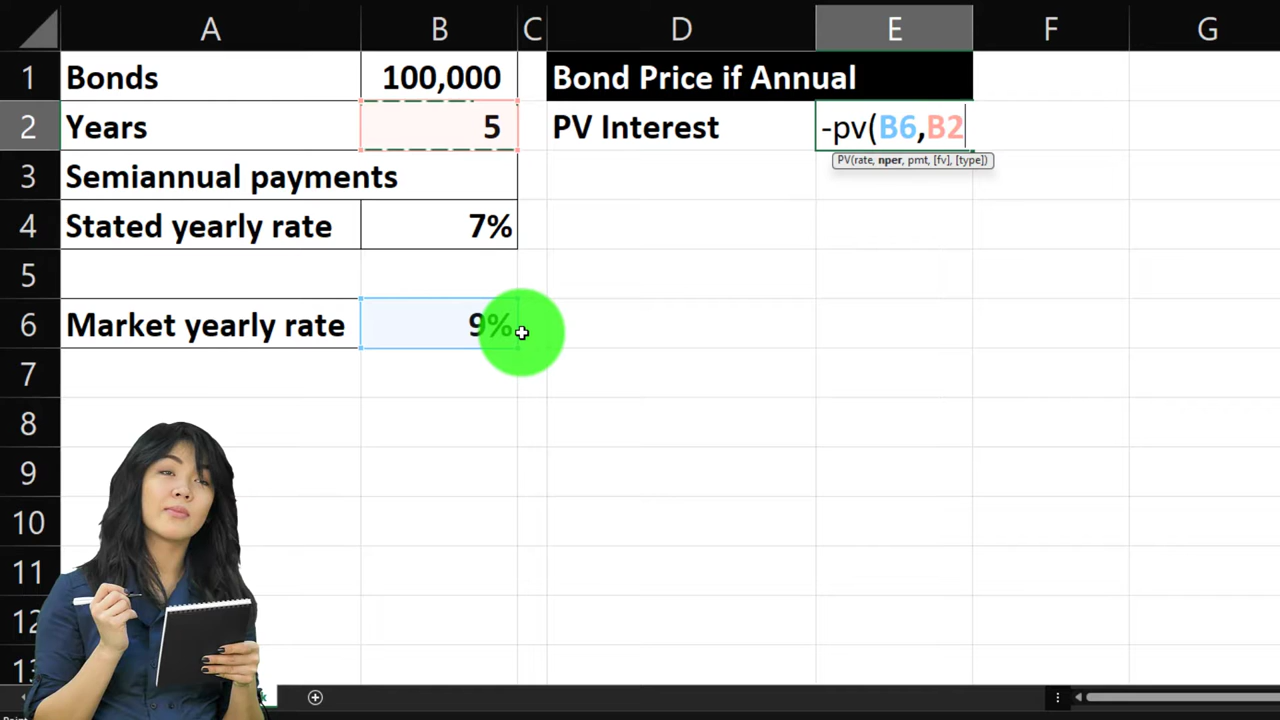 A B C D E F G
1 Bonds 100,000 Bond Price if Annual
2 Years 5 PV Interest -pv(B6,B2
PV(rate, nper, pmt, [fv], [type])
3 Semiannual payments
4 Stated yearly rate 7%
5
6 Market yearly rate 9%
7
8
9
10
11
12
13